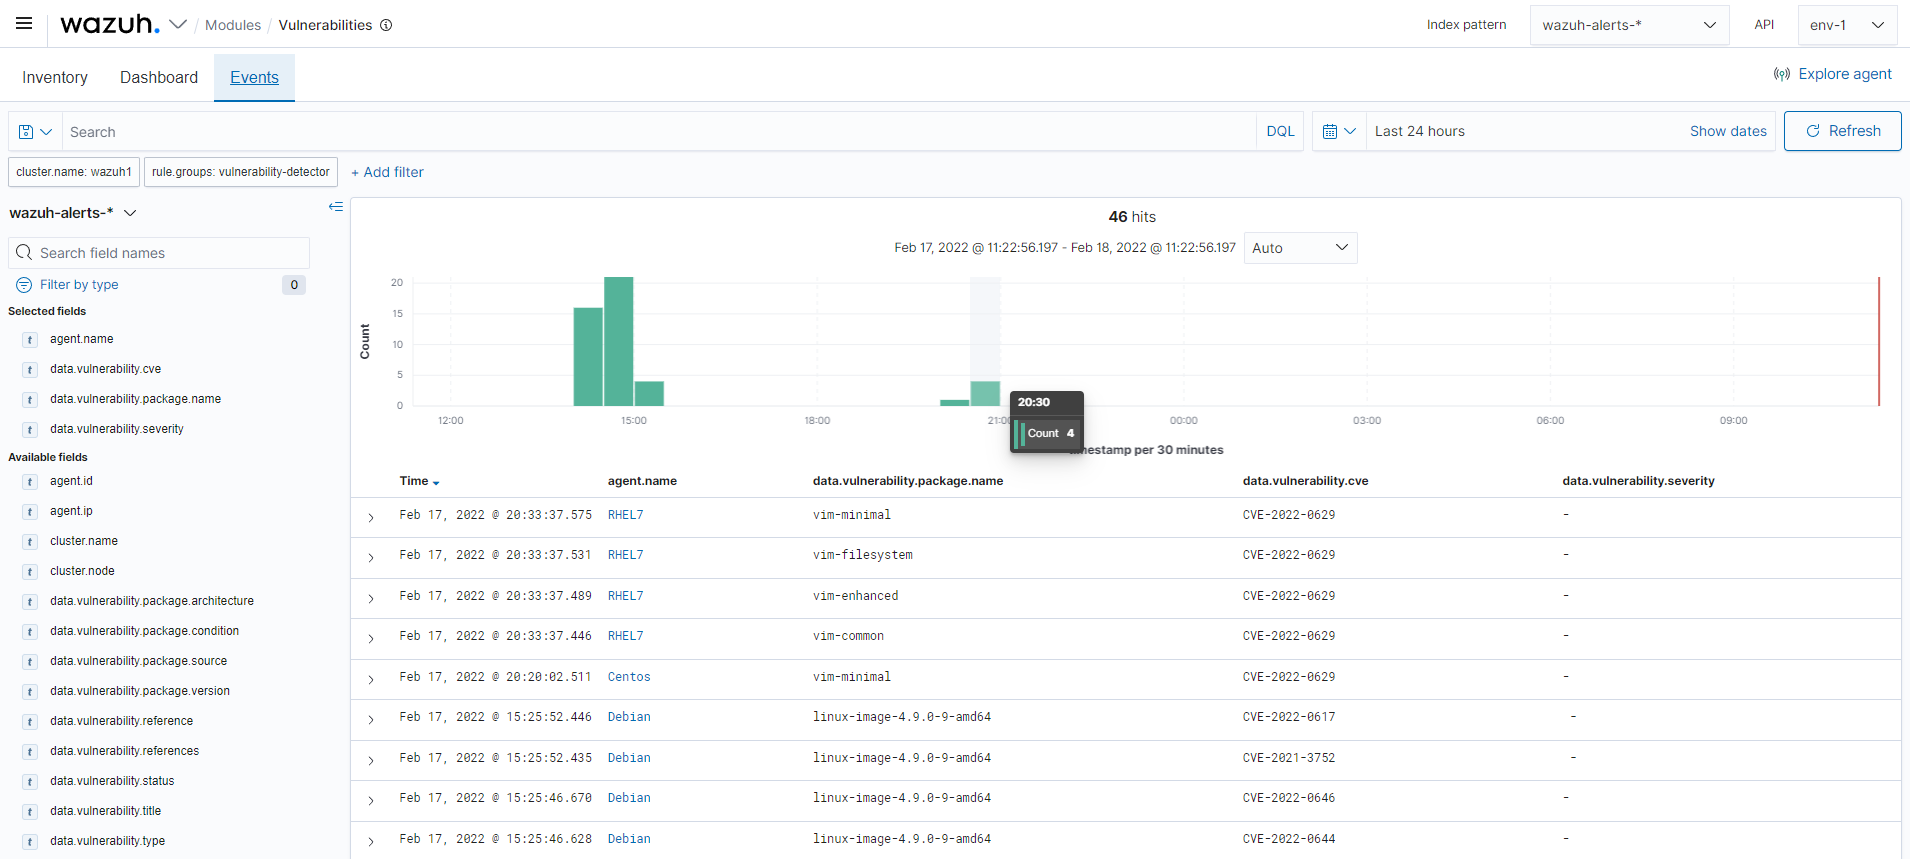 wazuh. / Modules / Vulnerabilities
Index pattern wazuh-alerts-* API env-1
Inventory Dashboard Events Explore agent
Search DQL Last 24 hours Show dates Refresh
cluster.name: wazuh1 rule.groups: vulnerability-detector + Add filter
wazuh-alerts-*
Search field names
Filter by type 0
Selected fields
t agent.name
t data.vulnerability.cve
t data.vulnerability.package.name
t data.vulnerability.severity
Available fields
t agent.id
t agent.ip
t cluster.name
t cluster.node
t data.vulnerability.package.architecture
t data.vulnerability.package.condition
t data.vulnerability.package.source
t data.vulnerability.package.version
t data.vulnerability.reference
t data.vulnerability.references
t data.vulnerability.status
t data.vulnerability.title
t data.vulnerability.type
46 hits
Feb 17, 2022 @ 11:22:56.197 - Feb 18, 2022 @ 11:22:56.197 Auto
Count
20
15
10
5
0
12:00 15:00 18:00 21:00 00:00 03:00 06:00 09:00
20:30
Count 4
timestamp per 30 minutes
Time agent.name data.vulnerability.package.name data.vulnerability.cve data.vulnerability.severity
Feb 17, 2022 @ 20:33:37.575 RHEL7 vim-minimal CVE-2022-0629 -
Feb 17, 2022 @ 20:33:37.531 RHEL7 vim-filesystem CVE-2022-0629 -
Feb 17, 2022 @ 20:33:37.489 RHEL7 vim-enhanced CVE-2022-0629 -
Feb 17, 2022 @ 20:33:37.446 RHEL7 vim-common CVE-2022-0629 -
Feb 17, 2022 @ 20:20:02.511 Centos vim-minimal CVE-2022-0629 -
Feb 17, 2022 @ 15:25:52.446 Debian linux-image-4.9.0-9-amd64 CVE-2022-0617 -
Feb 17, 2022 @ 15:25:52.435 Debian linux-image-4.9.0-9-amd64 CVE-2021-3752 -
Feb 17, 2022 @ 15:25:46.670 Debian linux-image-4.9.0-9-amd64 CVE-2022-0646 -
Feb 17, 2022 @ 15:25:46.628 Debian linux-image-4.9.0-9-amd64 CVE-2022-0644 -